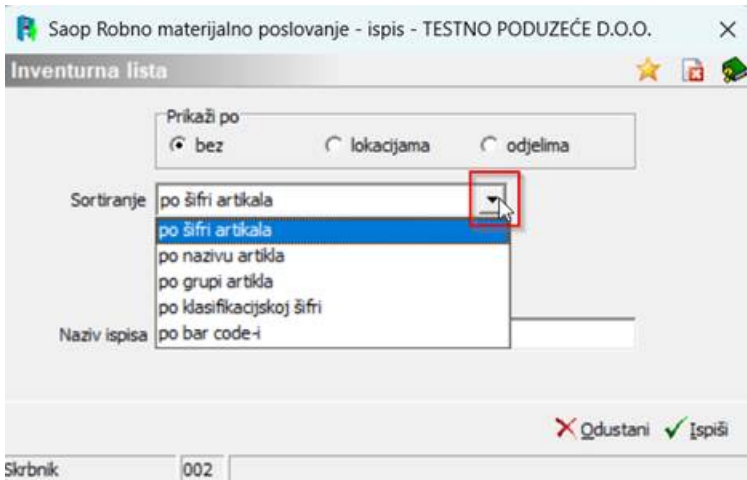 Saop Robno materijalno poslovanje - ispis - TESTNO PODUZEĆE D.O.O.
Inventurna lista
Prikaži po
bez lokacijama odjelima
Sortiranje po šifri artikala
po šifri artikala
po nazivu artikla
po grupi artikla
po klasifikacijskoj šifri
Naziv ispisa po bar code-i
Odustani Ispiši
Skrbnik 002